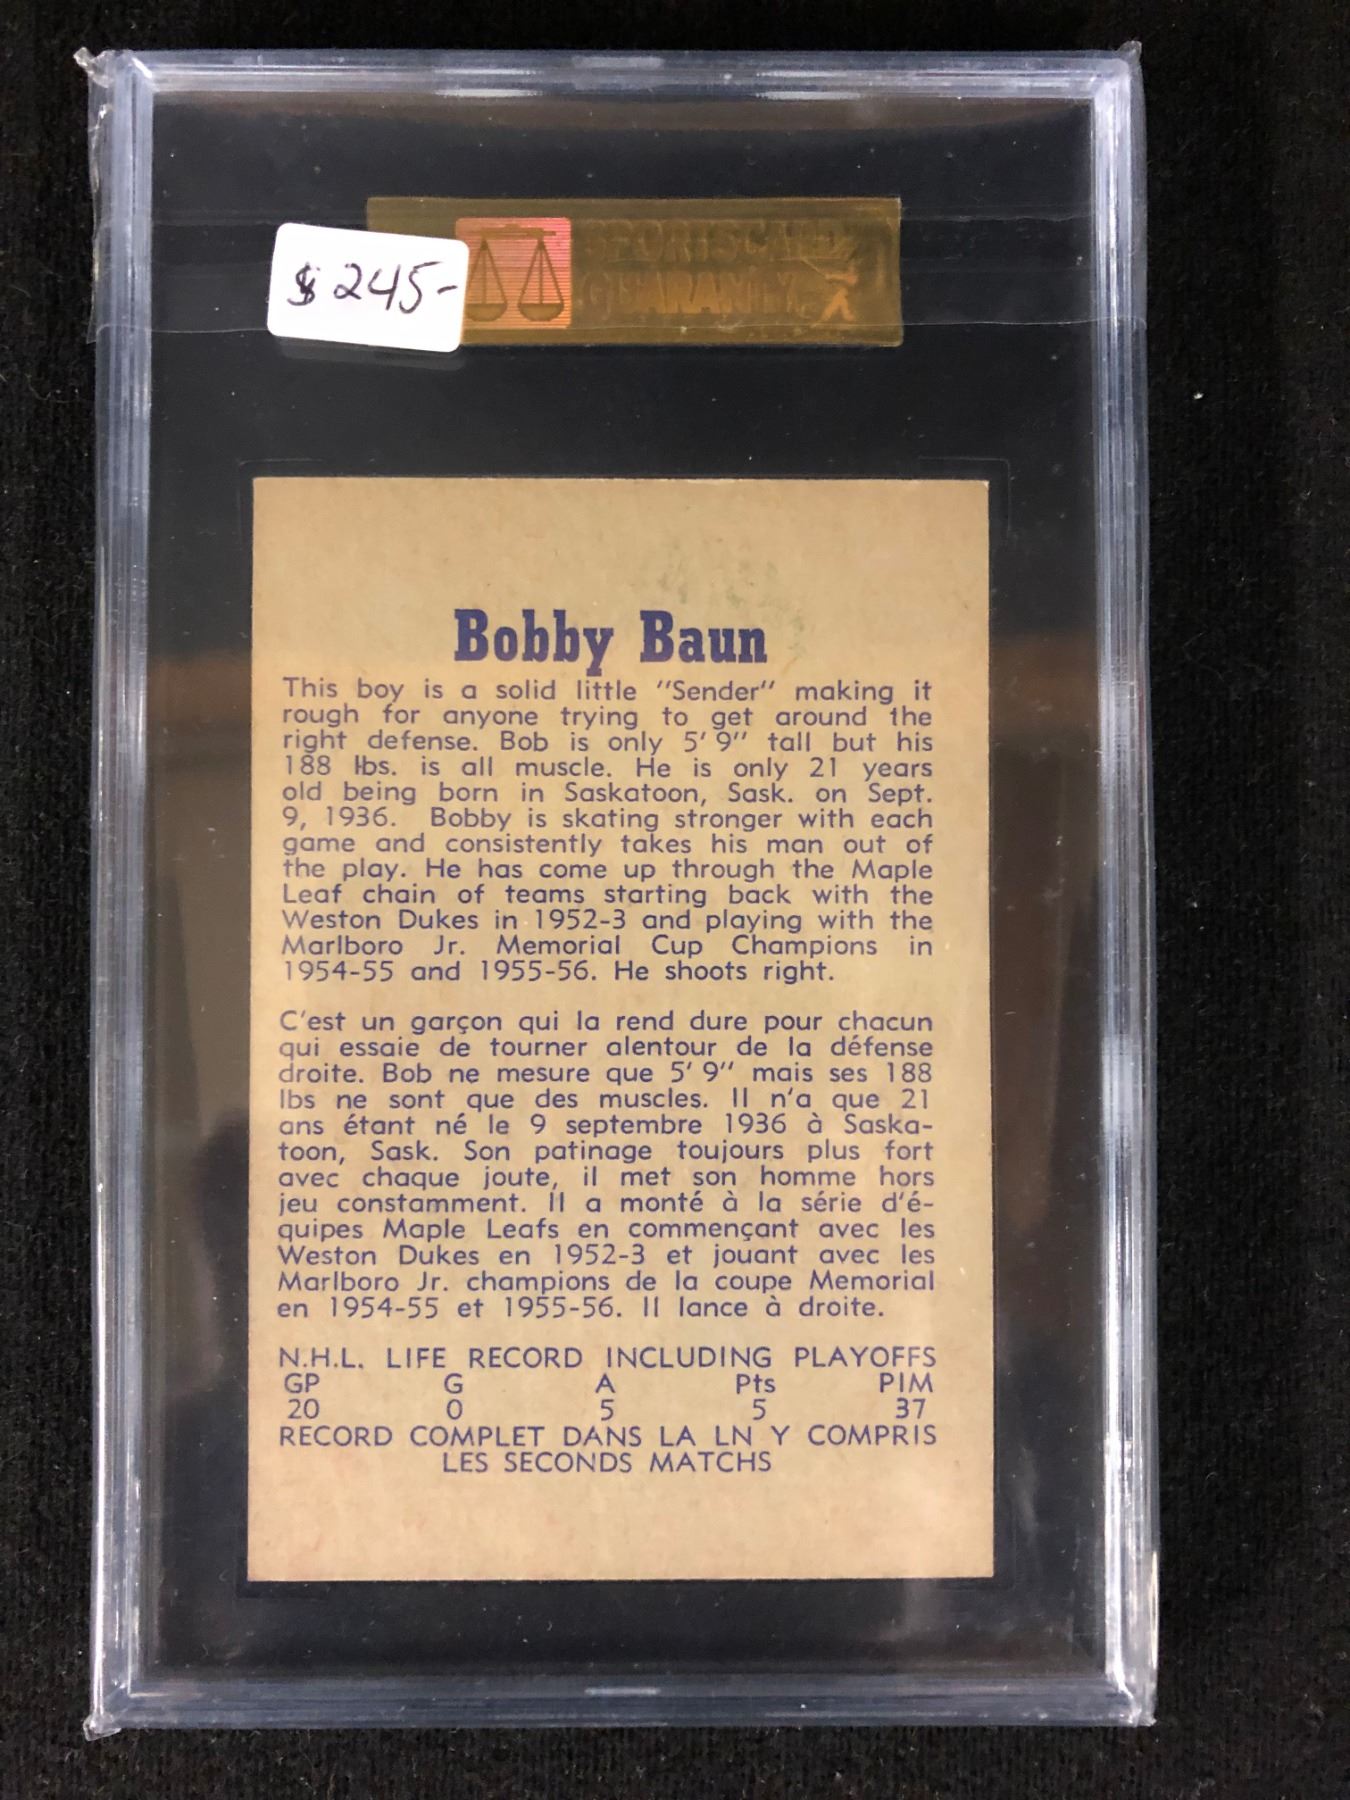 $245-
SPORTSCARD
GUARANTY
Bobby Baun
This boy is a solid little "Sender" making it
rough for anyone trying to get around the
right defense. Bob is only 5' 9" tall but his
188 lbs. is all muscle. He is only 21 years
old being born in Saskatoon, Sask. on Sept.
9, 1936. Bobby is skating stronger with each
game and consistently takes his man out of
the play. He has come up through the Maple
Leaf chain of teams starting back with the
Weston Dukes in 1952-3 and playing with the
Marlboro Jr. Memorial Cup Champions in
1954-55 and 1955-56. He shoots right.
C'est un garçon qui la rend dure pour chacun
qui essaie de tourner alentour de la défense
droite. Bob ne mesure que 5' 9" mais ses 188
lbs ne sont que des muscles. Il n'a que 21
ans étant né le 9 septembre 1936 à Saska-
toon, Sask. Son patinage toujours plus fort
avec chaque joute, il met son homme hors
jeu constamment. Il a monté à la série d'é-
quipes Maple Leafs en commençant avec les
Weston Dukes en 1952-3 et jouant avec les
Marlboro Jr. champions de la coupe Memorial
en 1954-55 et 1955-56. Il lance à droite.
N.H.L. LIFE RECORD INCLUDING PLAYOFFS
GP G A Pts PIM
20 0 5 5 37
RECORD COMPLET DANS LA LN Y COMPRIS
LES SECONDS MATCHS